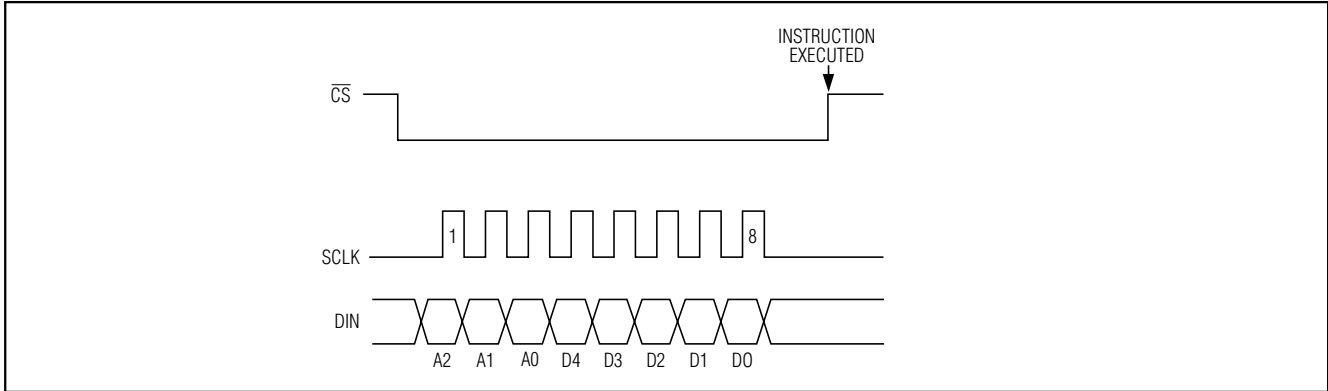 INSTRUCTION
EXECUTED
CS
1 8
SCLK
DIN
A2 A1 A0 D4 D3 D2 D1 D0